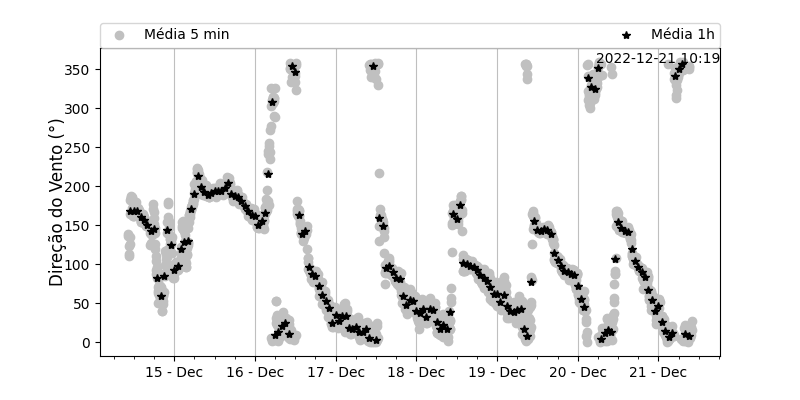 Média 5 min
Média 1h
2022-12-21 10:19
Direção do Vento (°)
350
300
250
200
150
100
50
0
15 - Dec
16 - Dec
17 - Dec
18 - Dec
19 - Dec
20 - Dec
21 - Dec